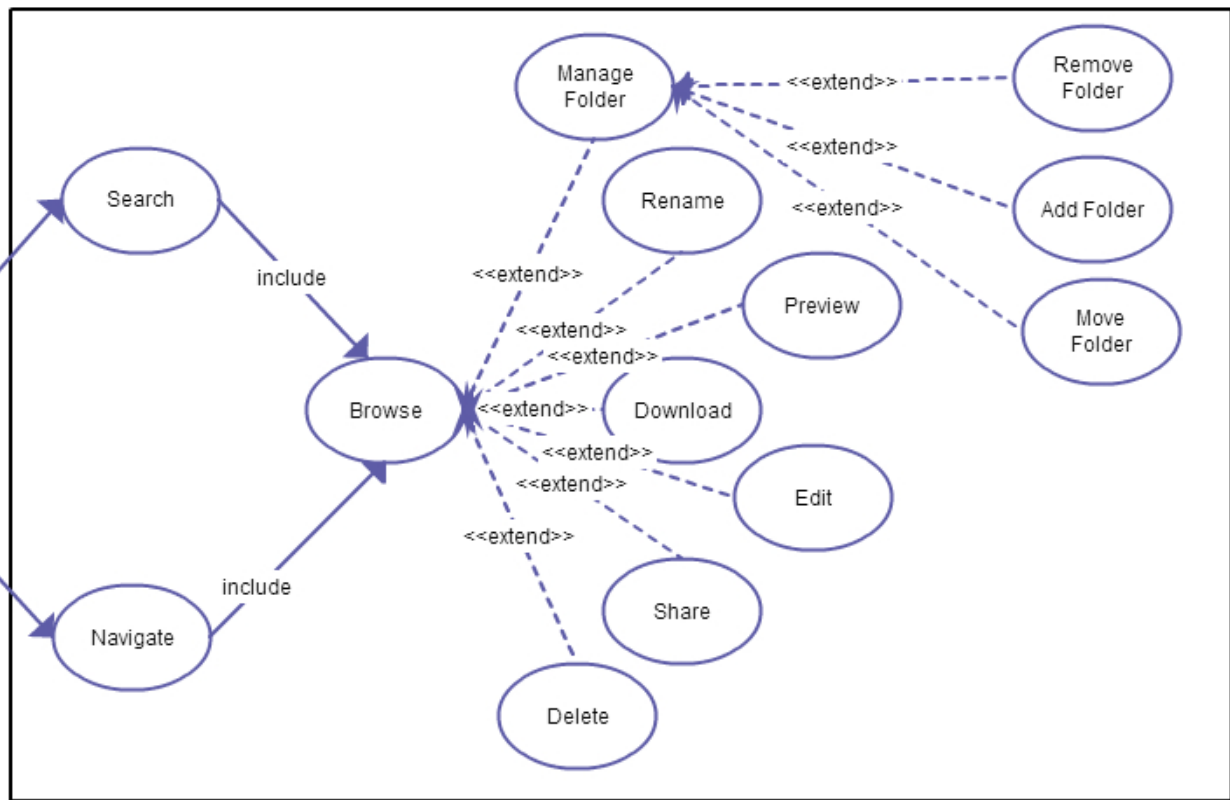 Manage
Folder
<<extend>>
Remove
Folder
<<extend>>
Search
Rename
<<extend>>
Add Folder
include
<<extend>>
Preview
Move
Folder
<<extend>>
<<extend>>
Browse
<<extend>>
Download
<<extend>>
<<extend>>
Edit
<<extend>>
include
Share
Navigate
Delete